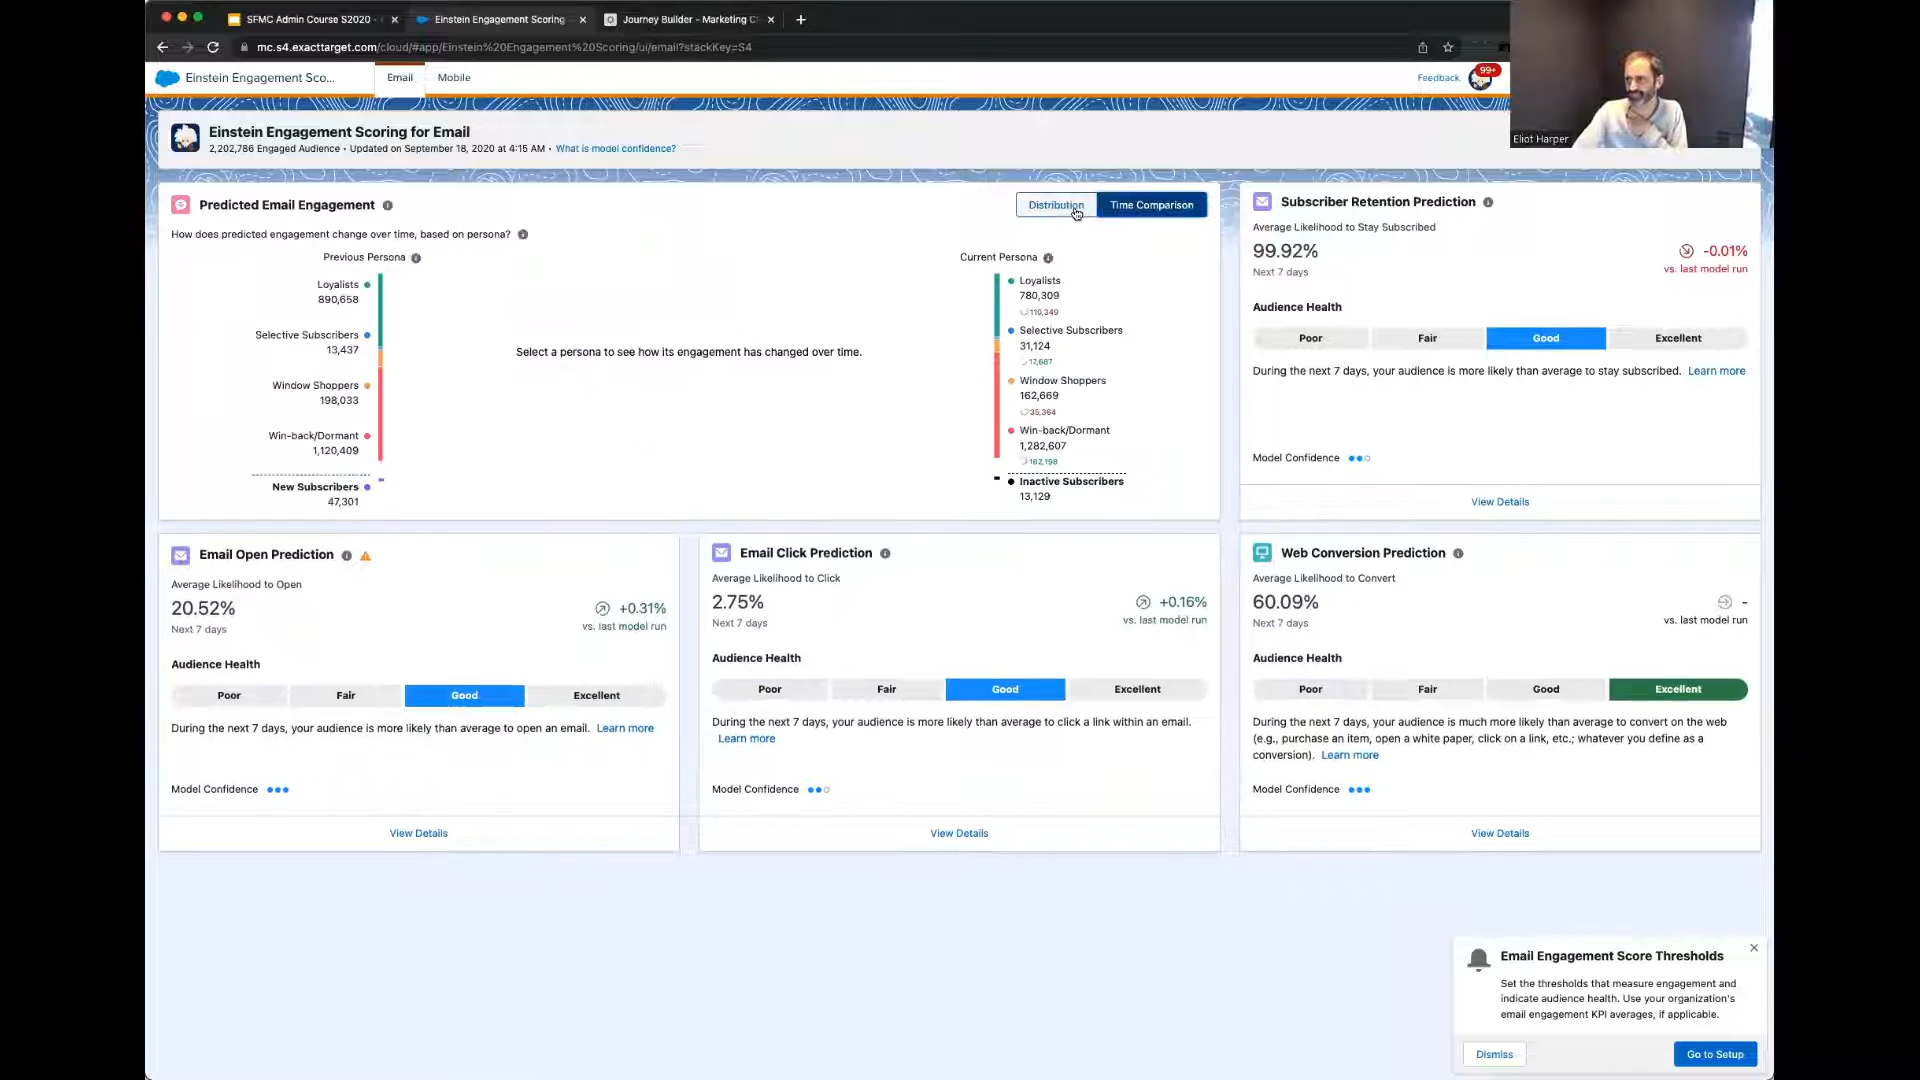 SFMC Admin Course S2020 -
Einstein Engagement Scoring
Journey Builder - Marketing C
mc.s4.exacttarget.com/cloud/#app/Einstein%20Engagement%20Scoring/ui/email?stackKey=S4
Einstein Engagement Sco...
Email
Mobile
Feedback
99+
Eliot Harper
Einstein Engagement Scoring for Email
2,202,786 Engaged Audience • Updated on September 18, 2020 at 4:15 AM • What is model confidence?
Predicted Email Engagement
Distribution
Time Comparison
How does predicted engagement change over time, based on persona?
Previous Persona
Loyalists
890,658
Selective Subscribers
13,437
Window Shoppers
198,033
Win-back/Dormant
1,120,409
New Subscribers
47,301
Select a persona to see how its engagement has changed over time.
Current Persona
Loyalists
780,309
110,349
Selective Subscribers
31,124
17,687
Window Shoppers
162,669
35,364
Win-back/Dormant
1,282,607
162,198
Inactive Subscribers
13,129
Subscriber Retention Prediction
Average Likelihood to Stay Subscribed
99.92%
-0.01%
Next 7 days
vs. last model run
Audience Health
Poor
Fair
Good
Excellent
During the next 7 days, your audience is more likely than average to stay subscribed. Learn more
Model Confidence
View Details
Email Open Prediction
Average Likelihood to Open
20.52%
+0.31%
Next 7 days
vs. last model run
Audience Health
Poor
Fair
Good
Excellent
During the next 7 days, your audience is more likely than average to open an email. Learn more
Model Confidence
View Details
Email Click Prediction
Average Likelihood to Click
2.75%
+0.16%
Next 7 days
vs. last model run
Audience Health
Poor
Fair
Good
Excellent
During the next 7 days, your audience is more likely than average to click a link within an email.
Learn more
Model Confidence
View Details
Web Conversion Prediction
Average Likelihood to Convert
60.09%
-
Next 7 days
vs. last model run
Audience Health
Poor
Fair
Good
Excellent
During the next 7 days, your audience is much more likely than average to convert on the web
(e.g., purchase an item, open a white paper, click on a link, etc.; whatever you define as a
conversion). Learn more
Model Confidence
View Details
Email Engagement Score Thresholds
Set the thresholds that measure engagement and
indicate audience health. Use your organization's
email engagement KPI averages, if applicable.
Dismiss
Go to Setup